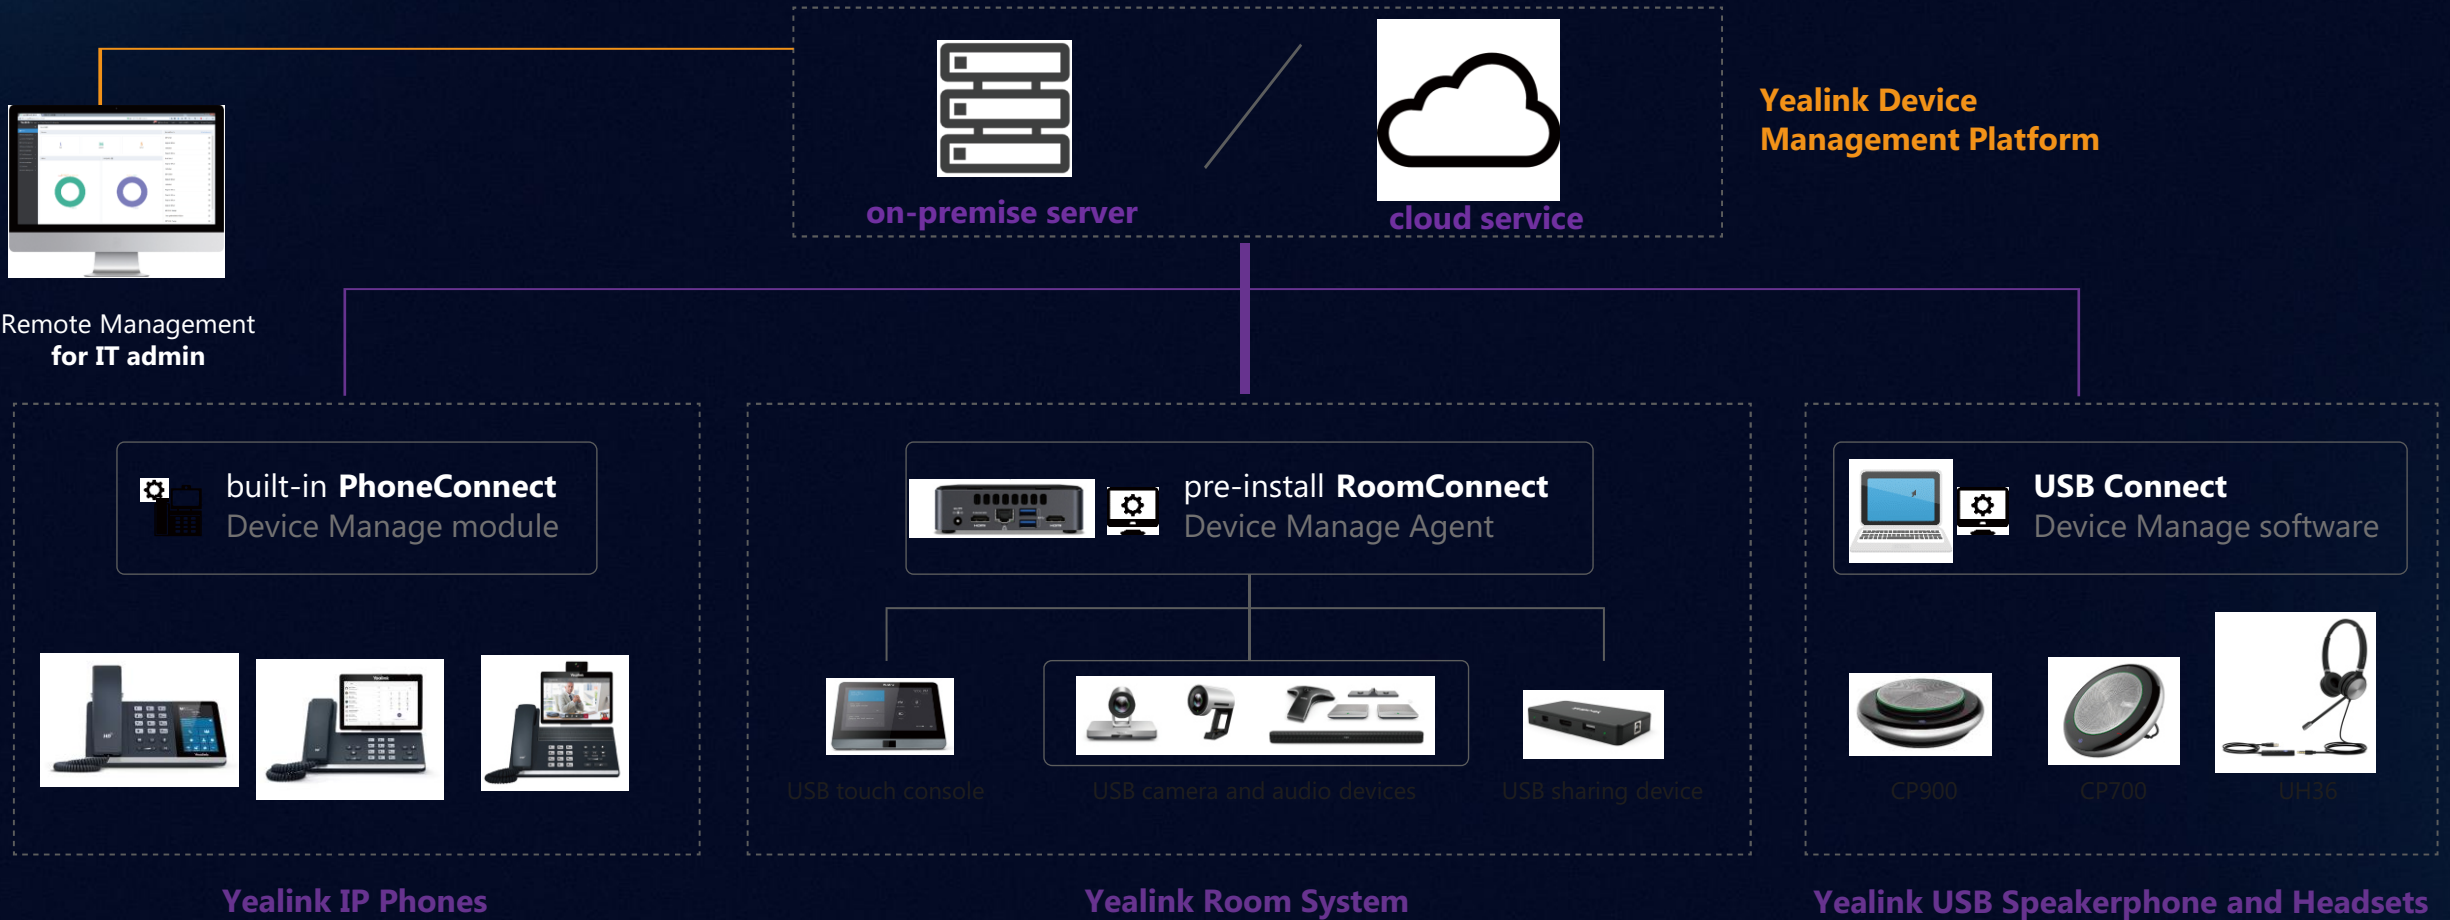 on-premise server
cloud service
Yealink Device
Management Platform
Remote Management
for IT admin
built-in PhoneConnect
Device Manage module
pre-install RoomConnect
Device Manage Agent
USB Connect
Device Manage software
USB touch console
USB camera and audio devices
USB sharing device
CP900
CP700
UH36
Yealink IP Phones
Yealink Room System
Yealink USB Speakerphone and Headsets